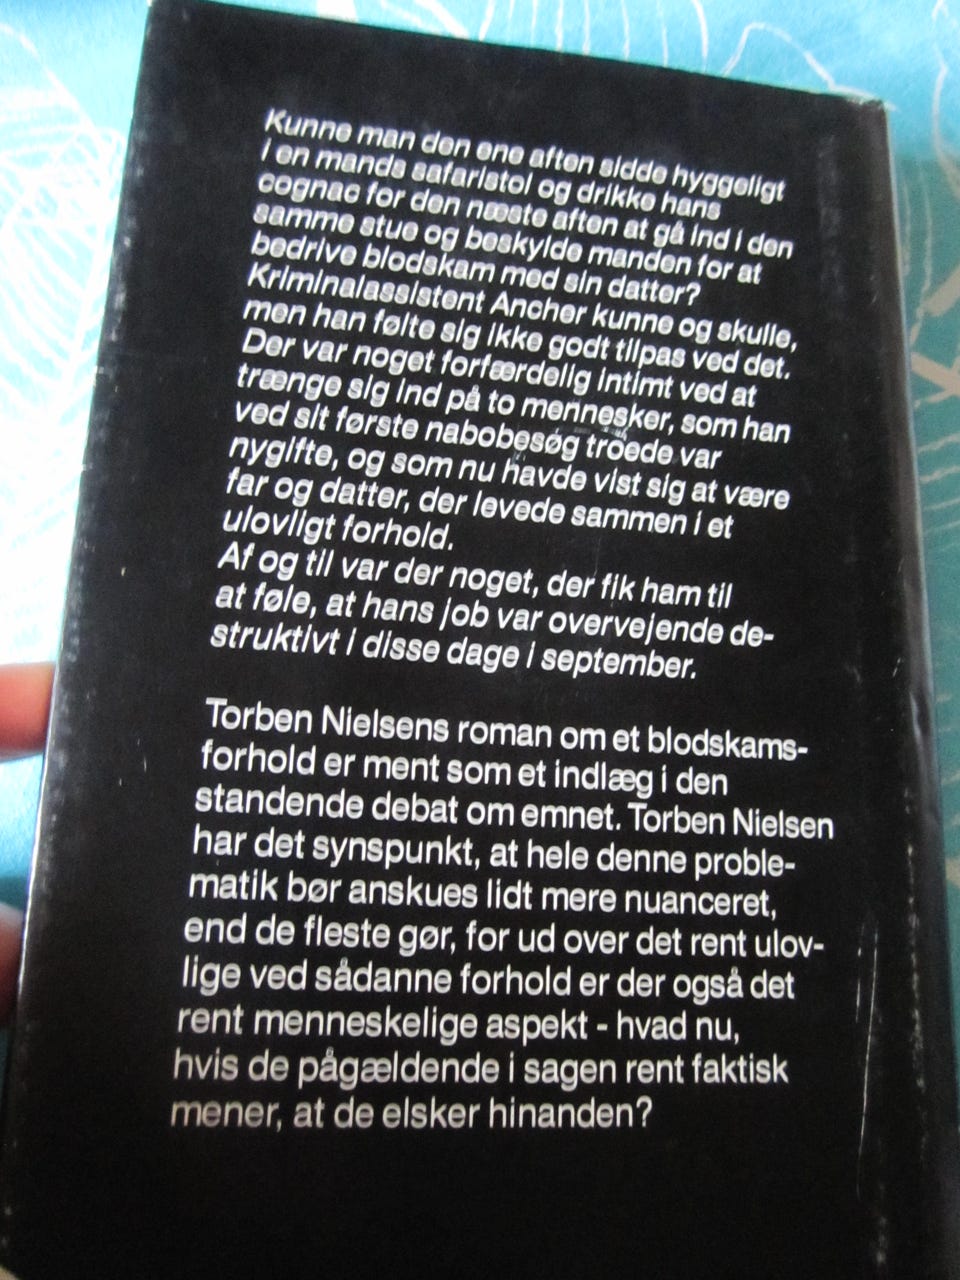 Kunne man den ene aften sidde hyggeligt
i en mands safaristol og drikke hans
cognac for den næste aften at gå ind i den
samme stue og beskylde manden for at
bedrive blodskam med sin datter?
Kriminalassistent Ancher kunne og skulle,
men han følte sig ikke godt tilpas ved det.
Der var noget forfærdelig intimt ved at
trænge sig ind på to mennesker, som han
ved sit første nabobesøg troede var
nygifte, og som nu havde vist sig at være
far og datter, der levede sammen i et
ulovligt forhold.
Af og til var der noget, der fik ham til
at føle, at hans job var overvejende de-
struktivt i disse dage i september.
Torben Nielsens roman om et blodskams-
forhold er ment som et indlæg i den
standende debat om emnet. Torben Nielsen
har det synspunkt, at hele denne proble-
matik bør anskues lidt mere nuanceret,
end de fleste gør, for ud over det rent ulov-
lige ved sådanne forhold er der også det
rent menneskelige aspekt - hvad nu,
hvis de pågældende i sagen rent faktisk
mener, at de elsker hinanden?